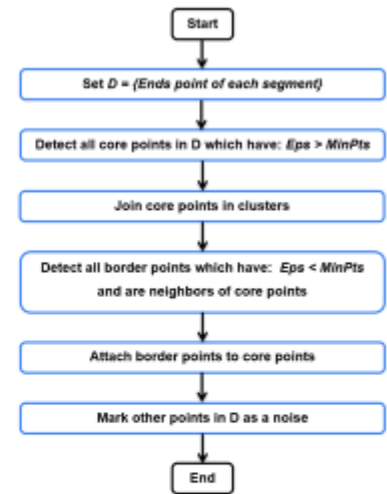 Start
Set D = {Ends point of each segment}
Detect all core points in D which have: Eps > MinPts
Join core points in clusters
Detect all border points which have: Eps < MinPts
and are neighbors of core points
Attach border points to core points
Mark other points in D as a noise
End